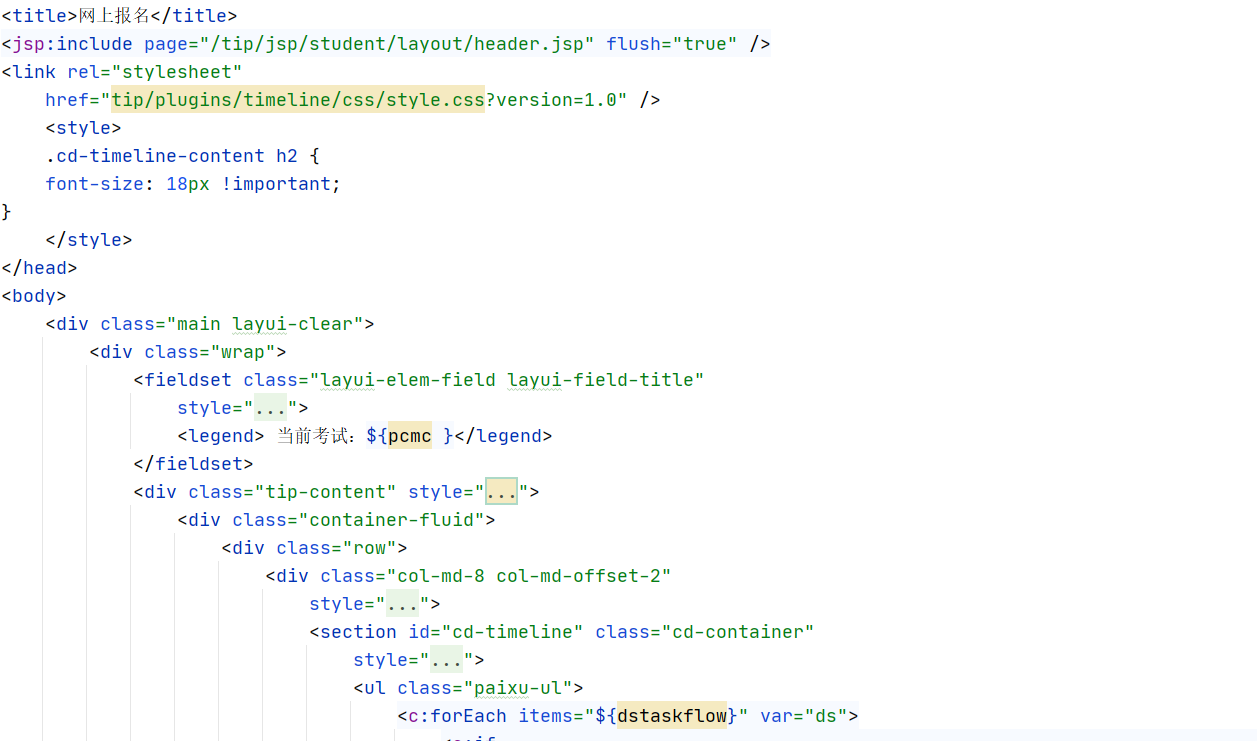 <title>网上报名</title>
<jsp:include page="/tip/jsp/student/layout/header.jsp" flush="true" />
<link rel="stylesheet"
href="tip/plugins/timeline/css/style.css?version=1.0" />
<style>
.cd-timeline-content h2 {
font-size: 18px !important;
}
</style>
</head>
<body>
<div class="main layui-clear">
<div class="wrap">
<fieldset class="layui-elem-field layui-field-title"
style="...">
<legend> 当前考试：${pcmc }</legend>
</fieldset>
<div class="tip-content" style="...">
<div class="container-fluid">
<div class="row">
<div class="col-md-8 col-md-offset-2"
style="...">
<section id="cd-timeline" class="cd-container"
style="...">
<ul class="paixu-ul">
<c:forEach items="${dstaskflow}" var="ds">